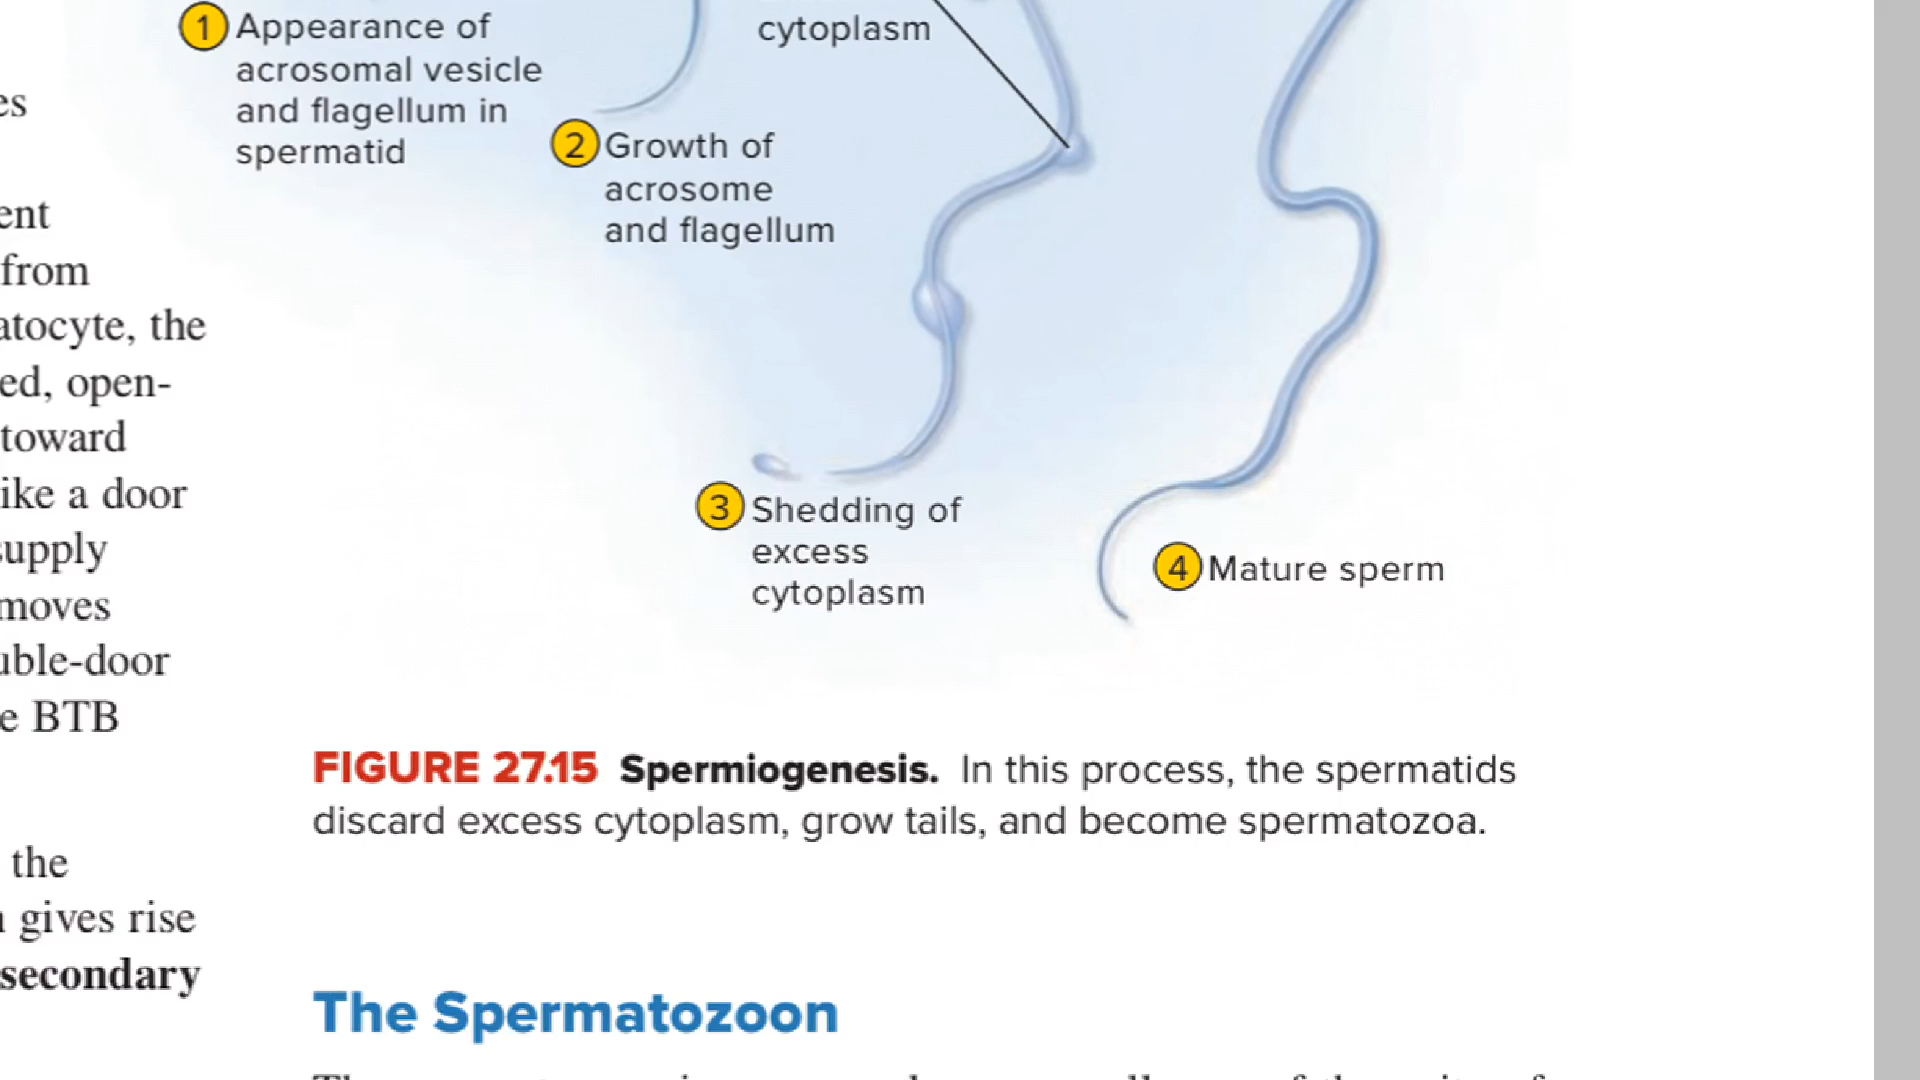 es
ent
from
atocyte, the
ed, open-
toward
ike a door
supply
moves
uble-door
e BTB
the
gives rise
secondary
1 Appearance of
acrosomal vesicle
and flagellum in
spermatid
2 Growth of
acrosome
and flagellum
cytoplasm
3 Shedding of
excess
cytoplasm
4 Mature sperm
FIGURE 27.15 Spermiogenesis. In this process, the spermatids
discard excess cytoplasm, grow tails, and become spermatozoa.
The Spermatozoon